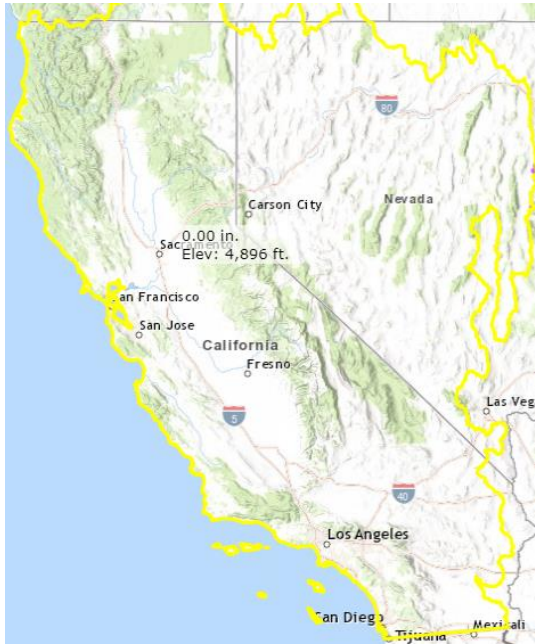 80
Nevada
Carson City
0.00 in.
Sacramento
Elev: 4,896 ft.
San Francisco
San Jose
California
Fresno
Las Veg
5
40
Los Angeles
San Diego
Tijuana
Mexicali